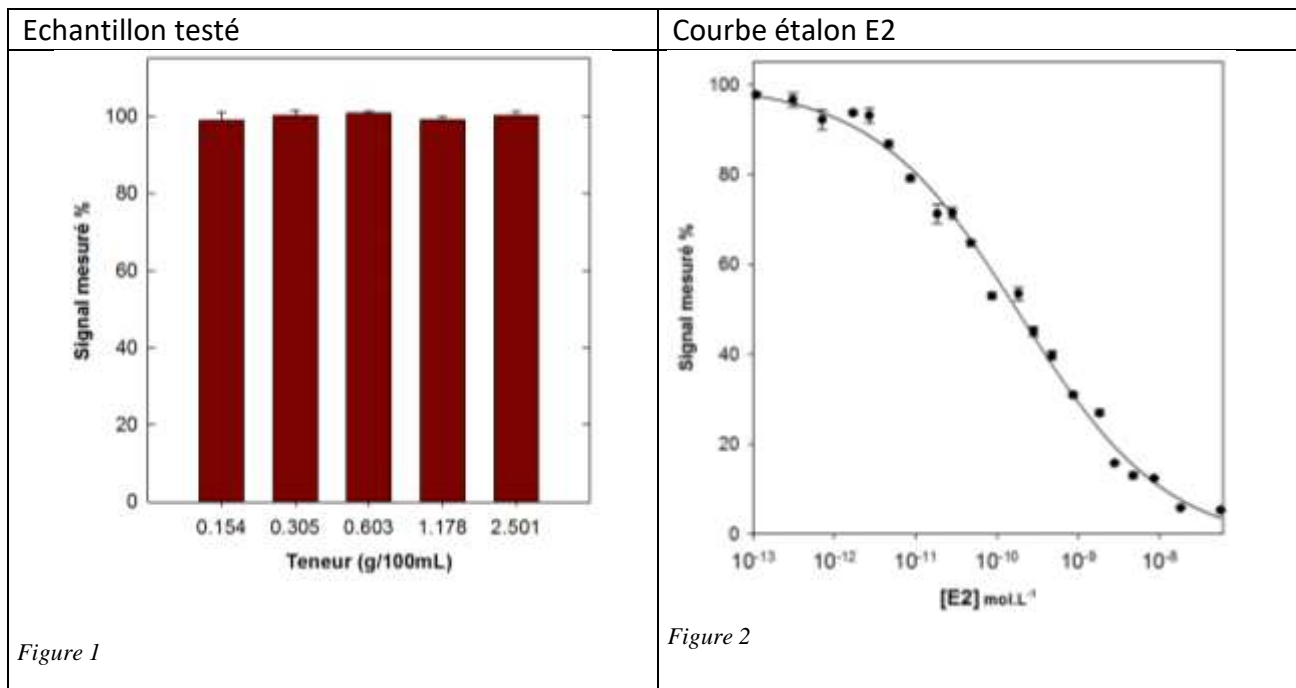 Echantillon testé
Courbe étalon E2
Signal mesuré %
100
80
60
40
20
0
0.154 0.305 0.603 1.178 2.501
Teneur (g/100mL)
Figure 1
Signal mesuré %
100
80
60
40
20
0
10-13 10-12 10-11 10-10 10-9 10-8
[E2] mol.L-1
Figure 2